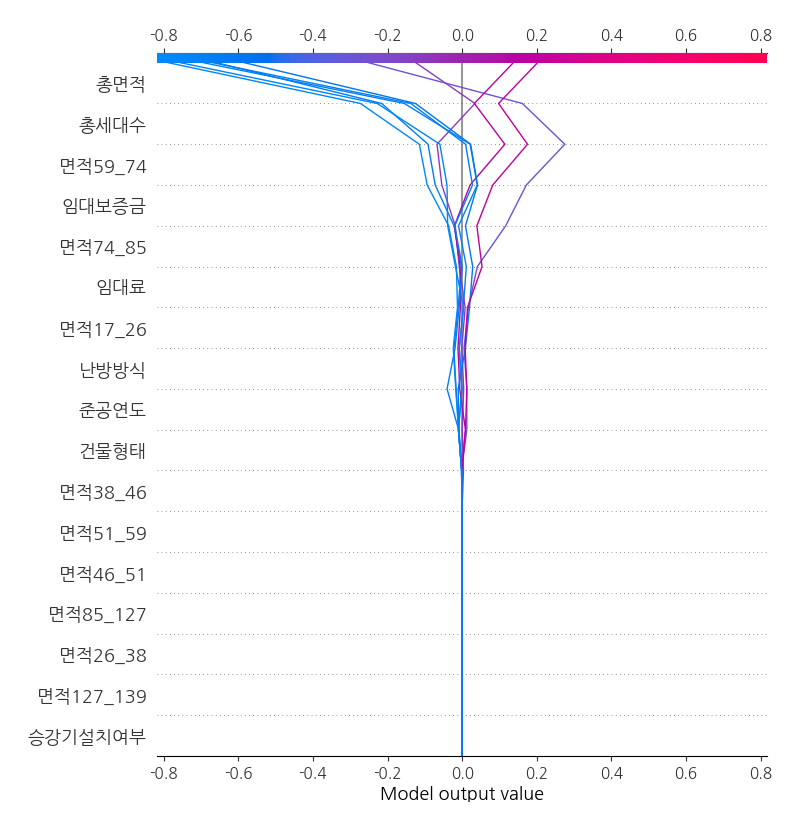 -0.8 -0.6 -0.4 -0.2 0.0 0.2 0.4 0.6 0.8
총면적
총세대수
면적59_74
임대보증금
면적74_85
임대료
면적17_26
난방방식
준공연도
건물형태
면적38_46
면적51_59
면적46_51
면적85_127
면적26_38
면적127_139
승강기설치여부
-0.8 -0.6 -0.4 -0.2 0.0 0.2 0.4 0.6 0.8
Model output value